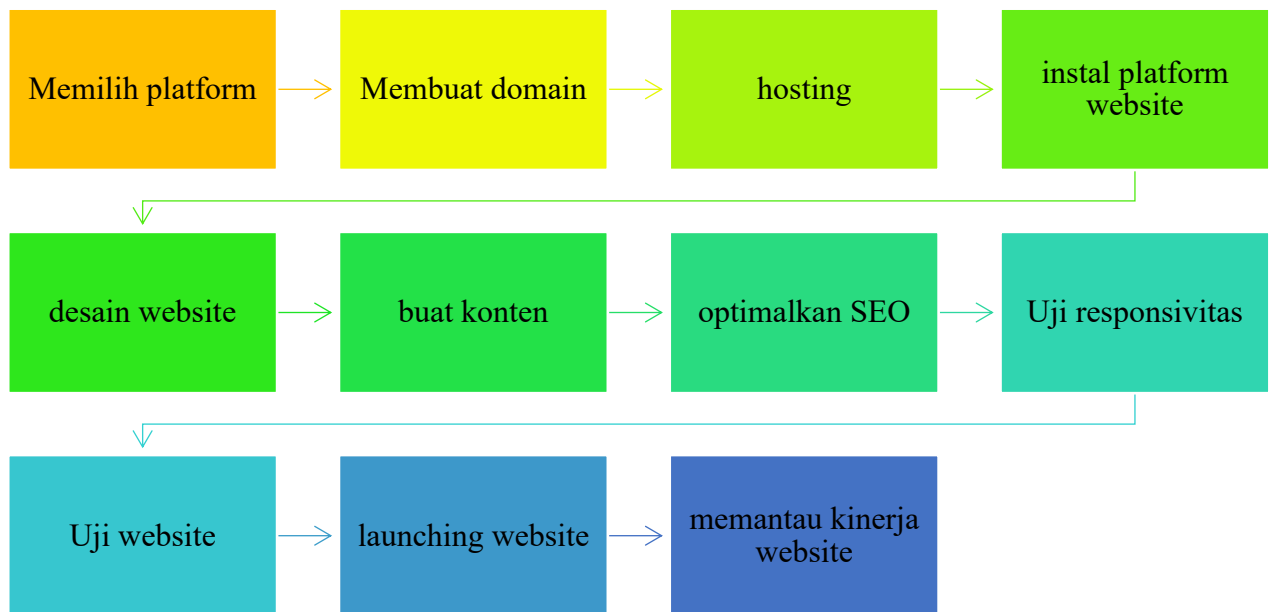 Memilih platform
Membuat domain
hosting
instal platform
website
desain website
buat konten
optimalkan SEO
Uji responsivitas
Uji website
launching website
memantau kinerja
website